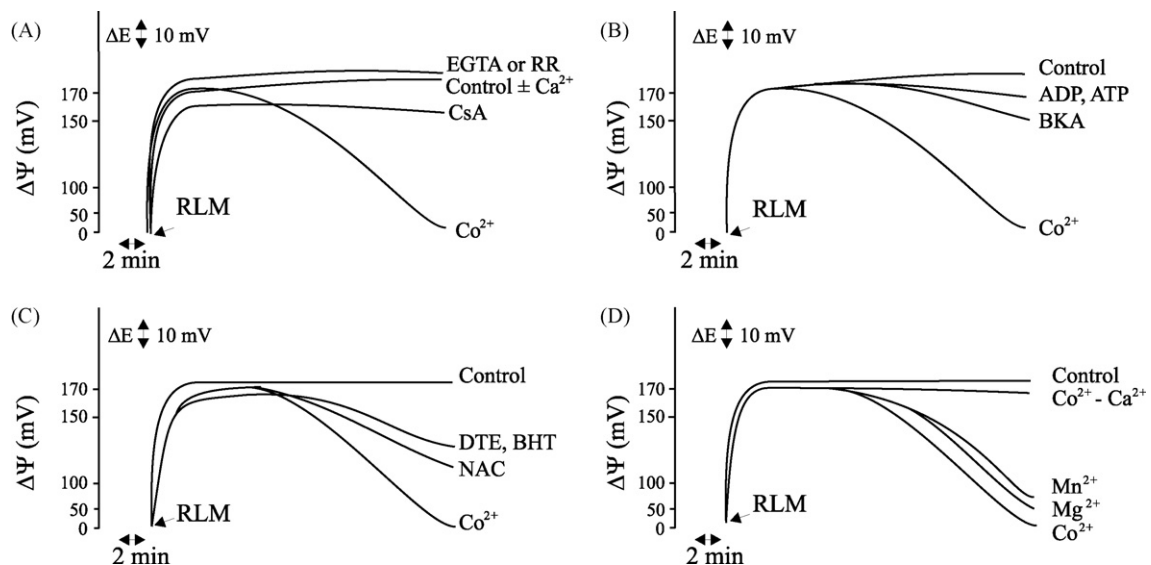 (A)
ΔE 10 mV
EGTA or RR
Control ± Ca²⁺
CsA
Co²⁺
170
150
100
50
0
ΔΨ (mV)
RLM
2 min
(B)
ΔE 10 mV
Control
ADP, ATP
BKA
Co²⁺
170
150
100
50
0
ΔΨ (mV)
RLM
2 min
(C)
ΔE 10 mV
Control
DTE, BHT
NAC
Co²⁺
170
150
100
50
0
ΔΨ (mV)
RLM
2 min
(D)
ΔE 10 mV
Control
Co²⁺ - Ca²⁺
Mn²⁺
Mg²⁺
Co²⁺
170
150
100
50
0
ΔΨ (mV)
RLM
2 min